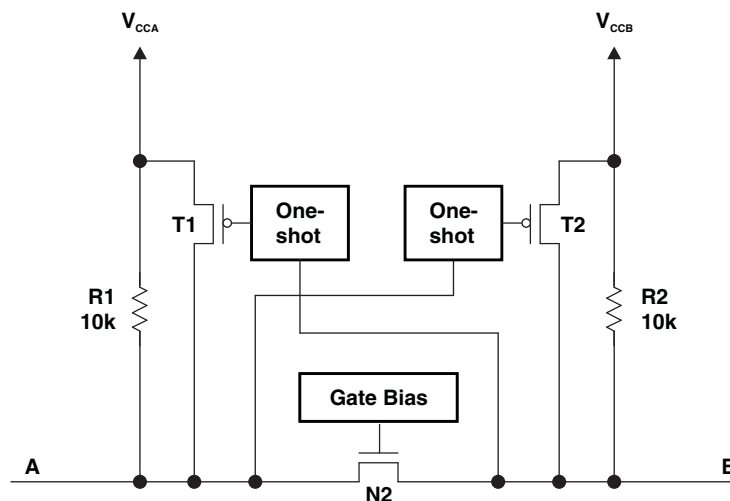 VCCA
VCCB
One-
shot
One-
shot
T1
T2
R1
10k
R2
10k
Gate Bias
A
B
N2